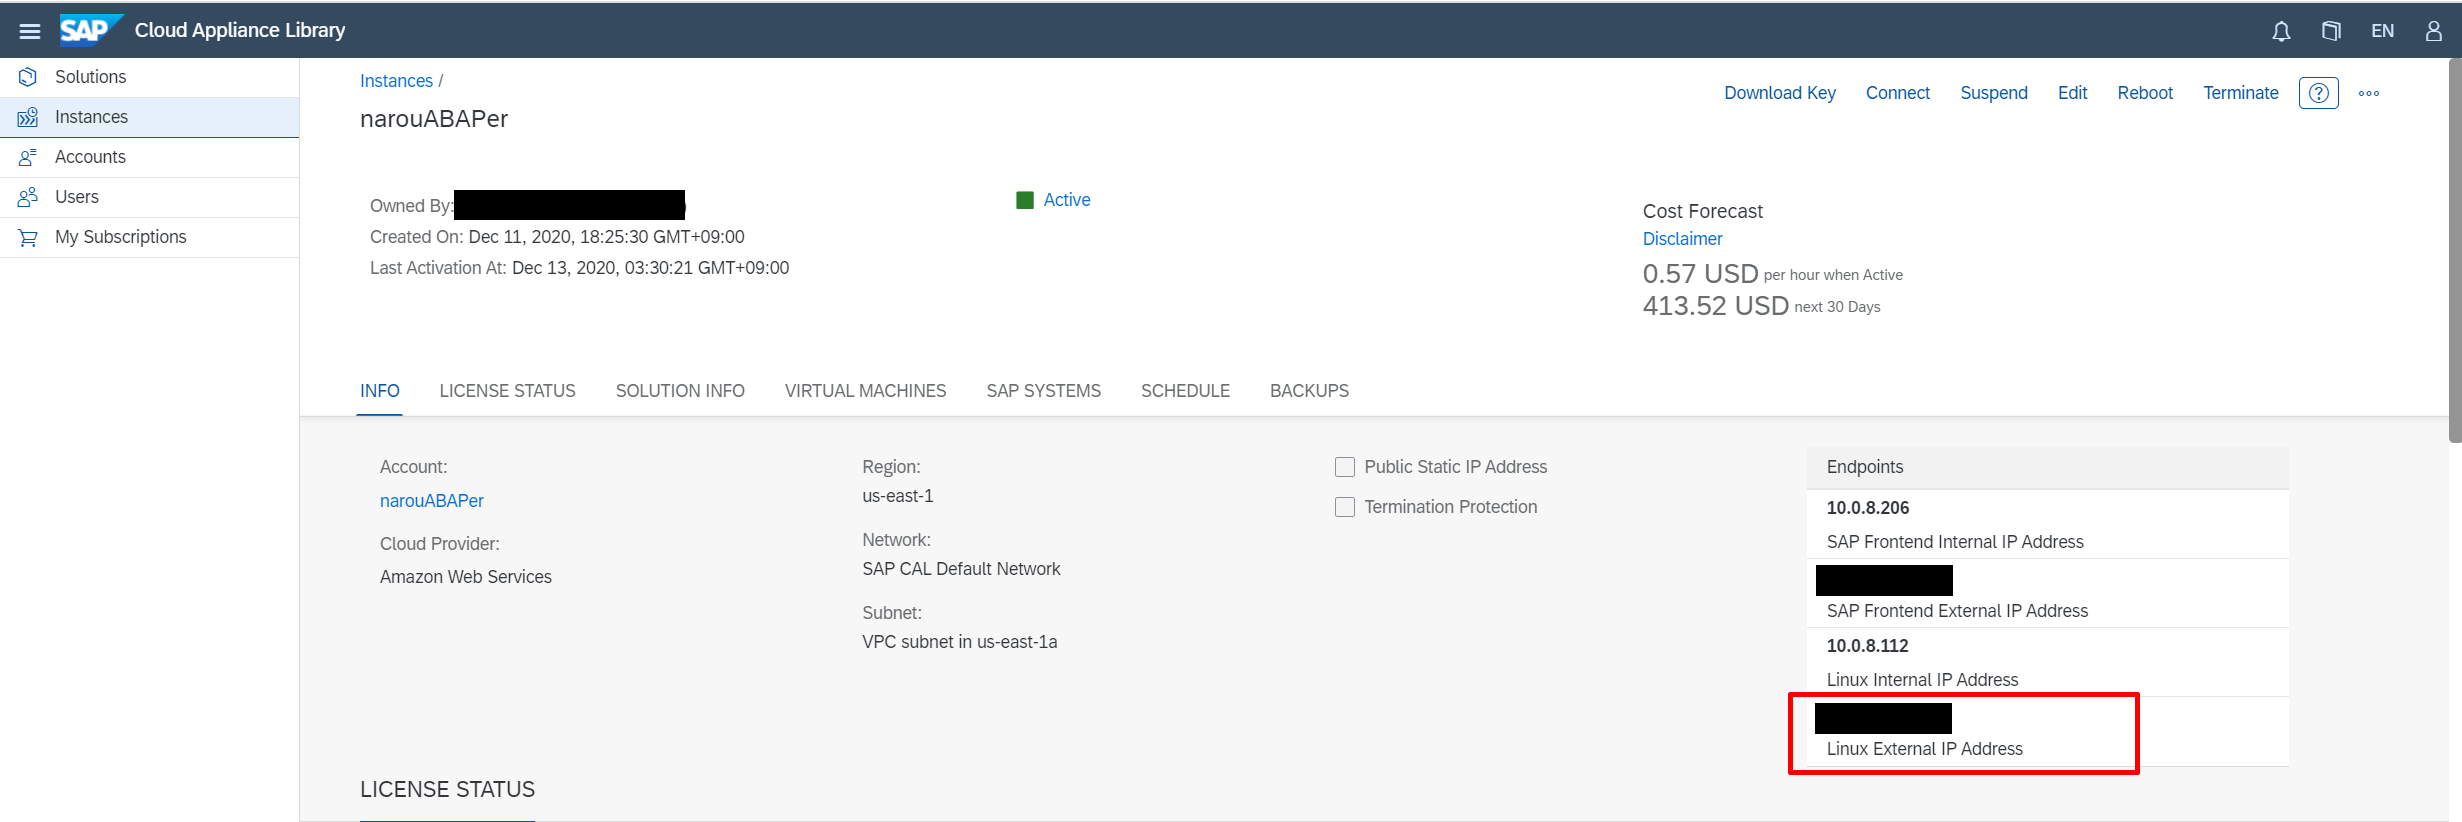 SAP Cloud Appliance Library
EN
Solutions
Instances
Accounts
Users
My Subscriptions
Instances /
narouABAPer
Download Key Connect Suspend Edit Reboot Terminate
Owned By:
Created On: Dec 11, 2020, 18:25:30 GMT+09:00
Last Activation At: Dec 13, 2020, 03:30:21 GMT+09:00
Active
Cost Forecast
Disclaimer
0.57 USD per hour when Active
413.52 USD next 30 Days
INFO LICENSE STATUS SOLUTION INFO VIRTUAL MACHINES SAP SYSTEMS SCHEDULE BACKUPS
Account:
narouABAPer
Cloud Provider:
Amazon Web Services
Region:
us-east-1
Network:
SAP CAL Default Network
Subnet:
VPC subnet in us-east-1a
Public Static IP Address
Termination Protection
Endpoints
10.0.8.206
SAP Frontend Internal IP Address
SAP Frontend External IP Address
10.0.8.112
Linux Internal IP Address
Linux External IP Address
LICENSE STATUS